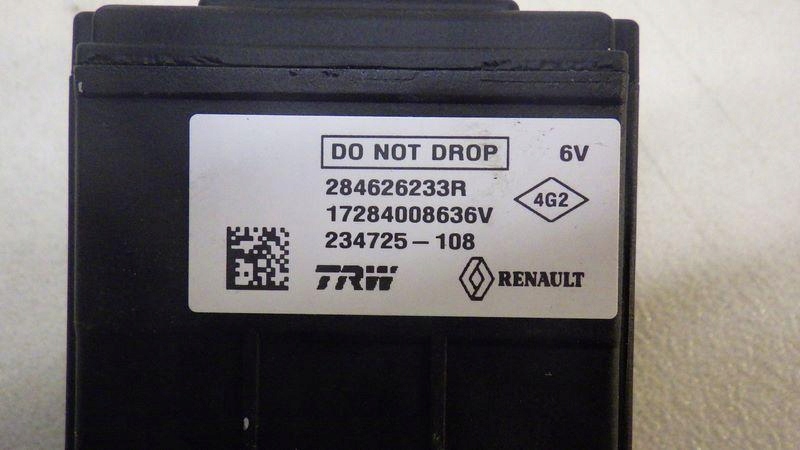 DO NOT DROP 6V
284626233R
17284008636V 4G2
234725-108
TRW RENAULT